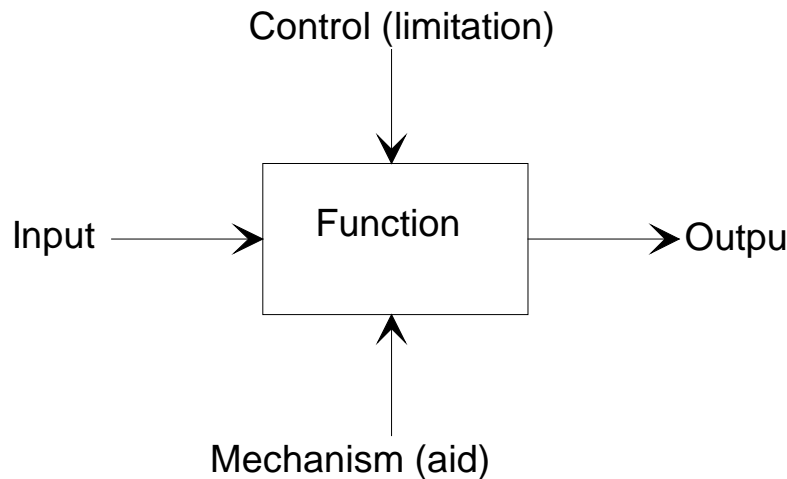 Control (limitation)
Function
Input
Outpu
Mechanism (aid)